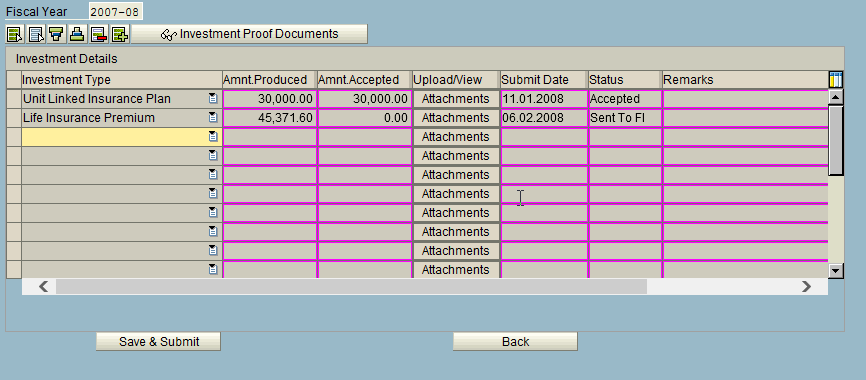 Fiscal Year 2007-08
Investment Proof Documents
Investment Details
Investment Type Amnt.Produced Amnt.Accepted Upload/View Submit Date Status Remarks
Unit Linked Insurance Plan 30,000.00 30,000.00 Attachments 11.01.2008 Accepted
Life Insurance Premium 45,371.60 0.00 Attachments 06.02.2008 Sent To FI
Attachments
Attachments
Attachments
Attachments
Attachments
Attachments
Attachments
Attachments
Save & Submit Back